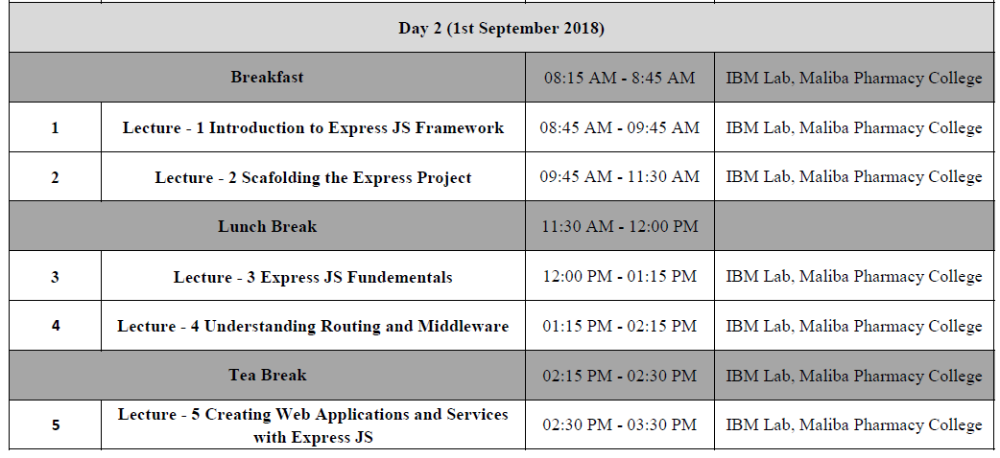 Day 2 (1st September 2018)
Breakfast 08:15 AM - 8:45 AM IBM Lab, Maliba Pharmacy College
1 Lecture - 1 Introduction to Express JS Framework 08:45 AM - 09:45 AM IBM Lab, Maliba Pharmacy College
2 Lecture - 2 Scafolding the Express Project 09:45 AM - 11:30 AM IBM Lab, Maliba Pharmacy College
Lunch Break 11:30 AM - 12:00 PM
3 Lecture - 3 Express JS Fundementals 12:00 PM - 01:15 PM IBM Lab, Maliba Pharmacy College
4 Lecture - 4 Understanding Routing and Middleware 01:15 PM - 02:15 PM IBM Lab, Maliba Pharmacy College
Tea Break 02:15 PM - 02:30 PM IBM Lab, Maliba Pharmacy College
5 Lecture - 5 Creating Web Applications and Services
with Express JS 02:30 PM - 03:30 PM IBM Lab, Maliba Pharmacy College